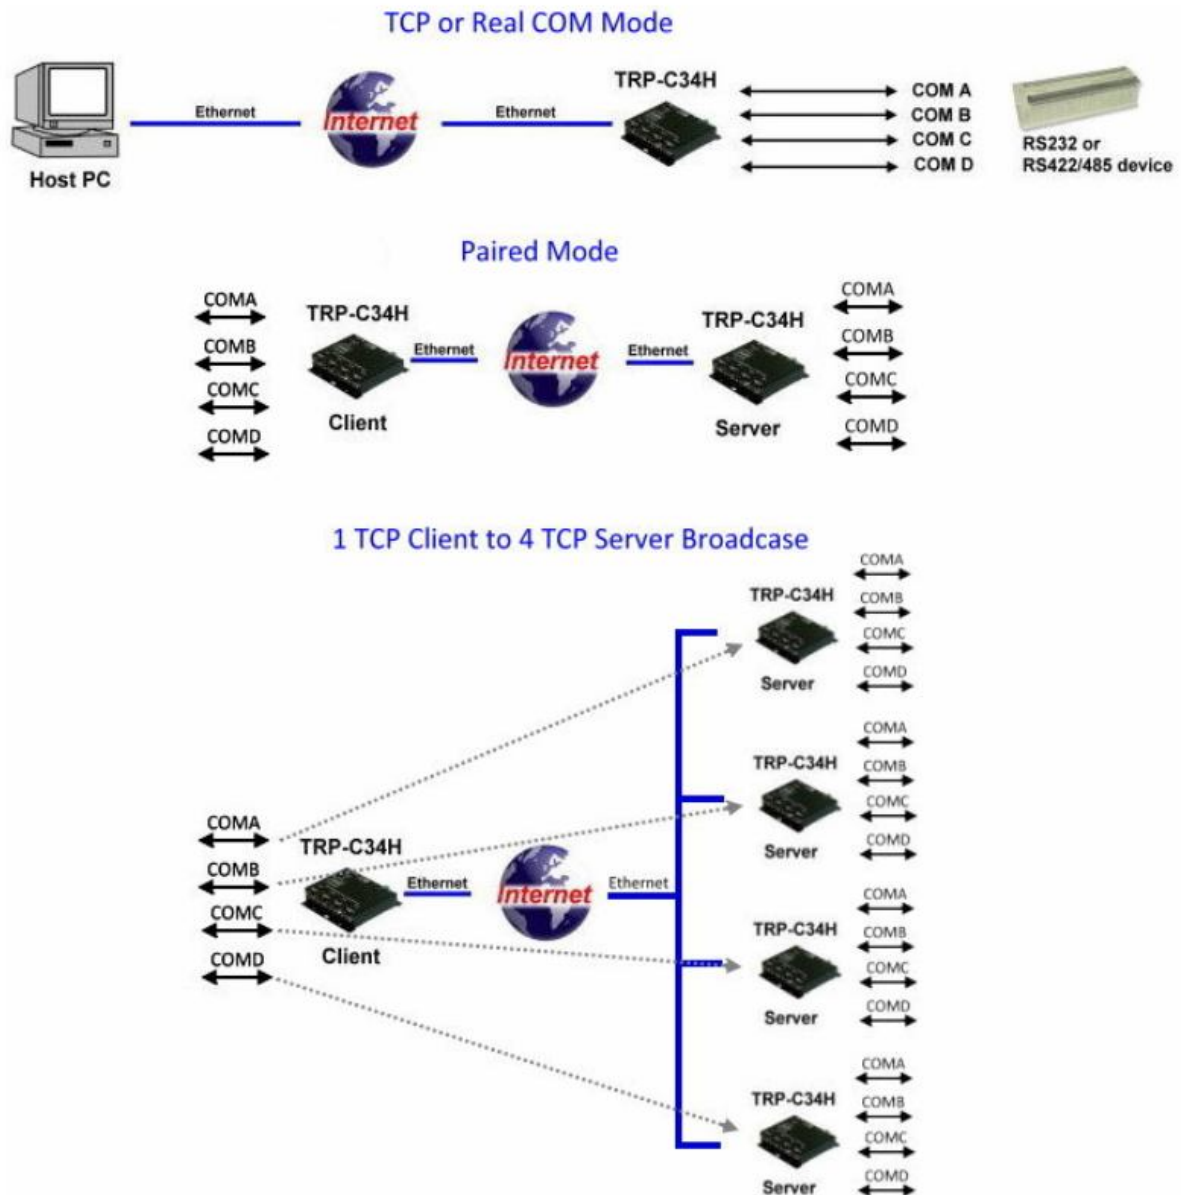 TCP or Real COM Mode
Host PC
Ethernet
Internet
Ethernet
TRP-C34H
COM A
COM B
COM C
COM D
RS232 or
RS422/485 device
Paired Mode
COMA
COMB
COMC
COMD
TRP-C34H
Client
Ethernet
Internet
Ethernet
TRP-C34H
Server
COMA
COMB
COMC
COMD
1 TCP Client to 4 TCP Server Broadcase
COMA
COMB
COMC
COMD
TRP-C34H
Client
Ethernet
Internet
Ethernet
TRP-C34H
Server
COMA
COMB
COMC
COMD
TRP-C34H
Server
COMA
COMB
COMC
COMD
TRP-C34H
Server
COMA
COMB
COMC
COMD
TRP-C34H
Server
COMA
COMB
COMC
COMD